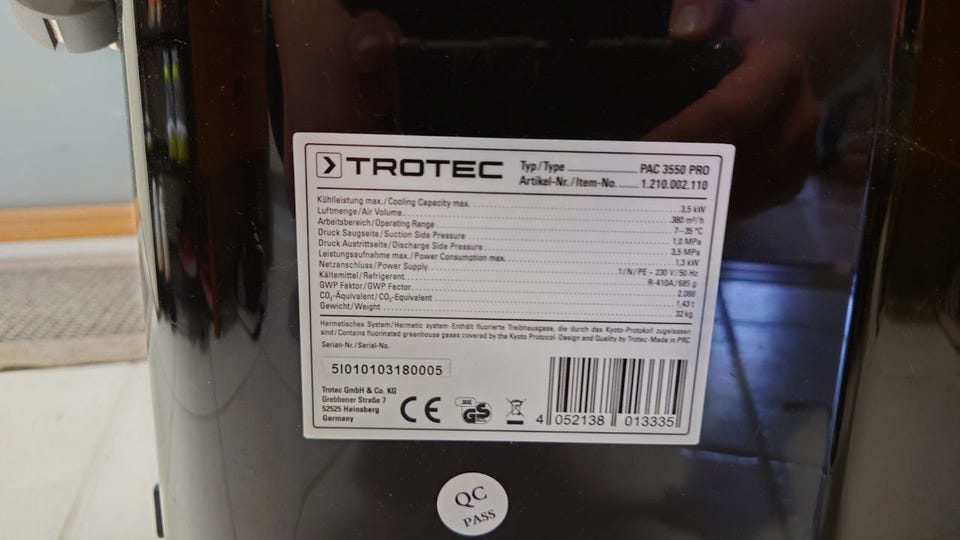 TROTEC
Typ/Type ............ PAC 3550 PRO
Artikel-Nr./Item-No. ...... 1.210.002.110
Kühlleistung max./Cooling Capacity max. ............ 3,5 kW
Luftmenge/Air Volume ............ 380 m³/h
Arbeitsbereich/Operating Range ............ 7–35 °C
Druck Saugseite/Suction Side Pressure ............ 1,0 MPa
Druck Austrittseite/Discharge Side Pressure ............ 3,5 MPa
Leistungsaufnahme max./Power Consumption max. ............ 1,3 kW
Netzanschluss/Power Supply ............ 1/N/PE ~ 230 V/50 Hz
Kältemittel/Refrigerant ............ R-410A/685 g
GWP Faktor/GWP Factor ............ 2.088
CO₂-Äquivalent/CO₂-Equivalent ............ 1,43 t
Gewicht/Weight ............ 32 kg
Hermetisches System/Hermetic system · Enthält fluorierte Treibhausgase, die durch das Kyoto-Protokoll zugelassen
sind/Contains fluorinated greenhouse gases covered by the Kyoto Protocol · Design and Quality by Trotec · Made in PRC
Serien-Nr./Serial-No.
5I010103180005
Trotec GmbH & Co. KG
Grebbener Straße 7
52525 Heinsberg
Germany
CE
GS
4 052138 013335
QC
PASS